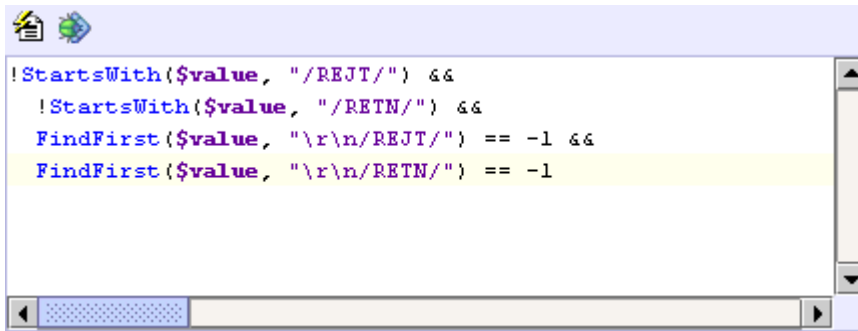 !StartsWith($value, "/REJT/") &&
!StartsWith($value, "/RETN/") &&
FindFirst($value, "\r\n/REJT/") == -1 &&
FindFirst($value, "\r\n/RETN/") == -1